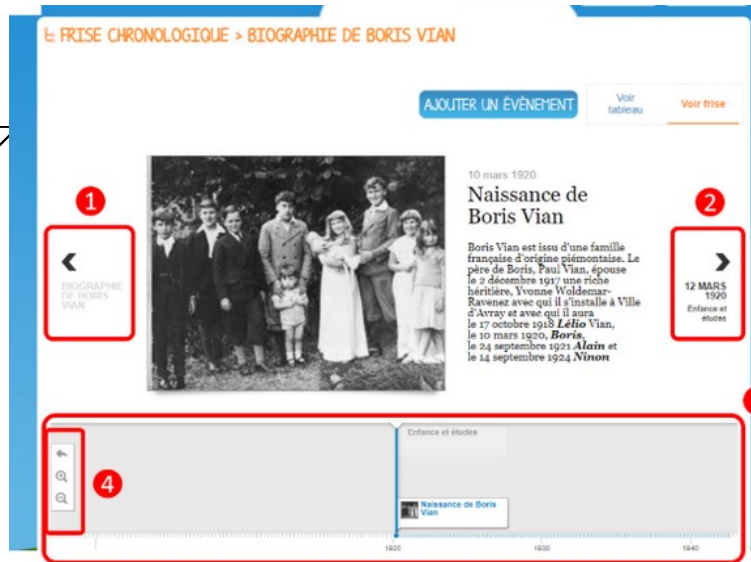 FRISE CHRONOLOGIQUE > BIOGRAPHIE DE BORIS VIAN
AJOUTER UN ÉVÈNEMENT
Voir
tableau
Voir frise
1
BIOGRAPHIE
DE BORIS
VIAN
10 mars 1920
Naissance de
Boris Vian
Boris Vian est issu d'une famille
française d'origine piémontaise. Le
père de Boris, Paul Vian, épouse
le 2 décembre 1917 une riche
héritière, Yvonne Woldemar-
Ravenez avec qui il s'installe à Ville
d'Avray et avec qui il aura
le 17 octobre 1918 Lélio Vian,
le 10 mars 1920, Boris,
le 24 septembre 1921 Alain et
le 14 septembre 1924 Ninon
2
12 MARS
1920
Enfance et
études
4
Enfance et études
Naissance de Boris
Vian
1920
1930
1940